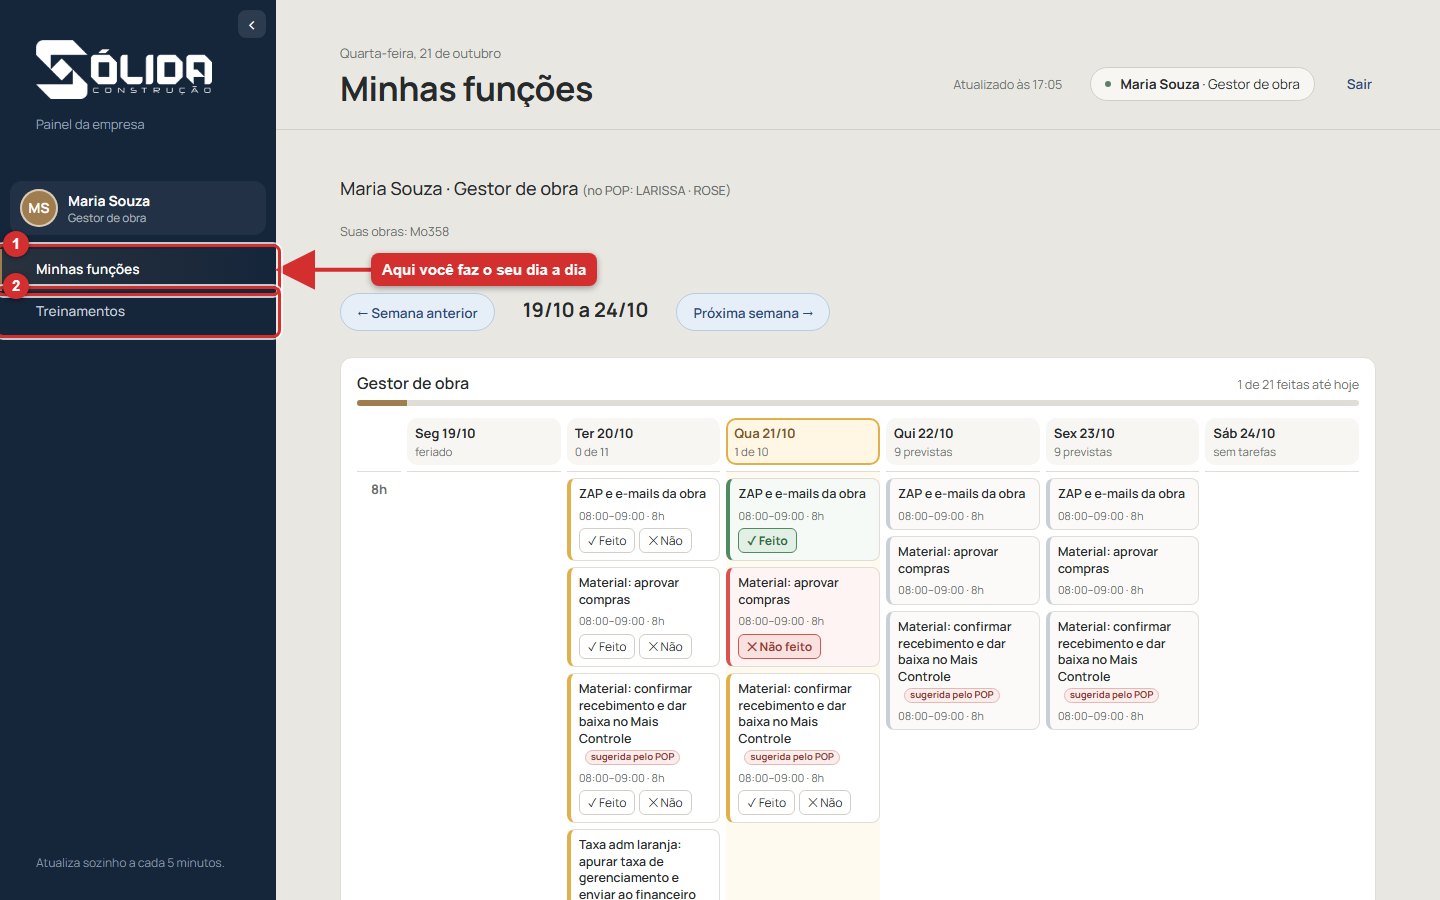 SÓLIDA
CONSTRUÇÃO
Painel da empresa
MS
Maria Souza
Gestor de obra
1
Minhas funções
2
Treinamentos
Atualiza sozinho a cada 5 minutos.
Quarta-feira, 21 de outubro
Minhas funções
Atualizado às 17:05
Maria Souza · Gestor de obra
Sair
Maria Souza · Gestor de obra (no POP: LARISSA · ROSE)
Suas obras: Mo358
Aqui você faz o seu dia a dia
← Semana anterior
19/10 a 24/10
Próxima semana →
Gestor de obra
1 de 21 feitas até hoje
Seg 19/10
feriado
Ter 20/10
0 de 11
Qua 21/10
1 de 10
Qui 22/10
9 previstas
Sex 23/10
9 previstas
Sáb 24/10
sem tarefas
8h
ZAP e e-mails da obra
08:00–09:00 · 8h
✓ Feito
✕ Não
Material: aprovar
compras
08:00–09:00 · 8h
✓ Feito
✕ Não
Material: confirmar
recebimento e dar
baixa no Mais
Controle
sugerida pelo POP
08:00–09:00 · 8h
✓ Feito
✕ Não
Taxa adm laranja:
apurar taxa de
gerenciamento e
enviar ao financeiro
ZAP e e-mails da obra
08:00–09:00 · 8h
✓ Feito
Material: aprovar
compras
08:00–09:00 · 8h
✕ Não feito
Material: confirmar
recebimento e dar
baixa no Mais
Controle
sugerida pelo POP
08:00–09:00 · 8h
✓ Feito
✕ Não
ZAP e e-mails da obra
08:00–09:00 · 8h
Material: aprovar
compras
08:00–09:00 · 8h
Material: confirmar
recebimento e dar
baixa no Mais
Controle
sugerida pelo POP
08:00–09:00 · 8h
ZAP e e-mails da obra
08:00–09:00 · 8h
Material: aprovar
compras
08:00–09:00 · 8h
Material: confirmar
recebimento e dar
baixa no Mais
Controle
sugerida pelo POP
08:00–09:00 · 8h